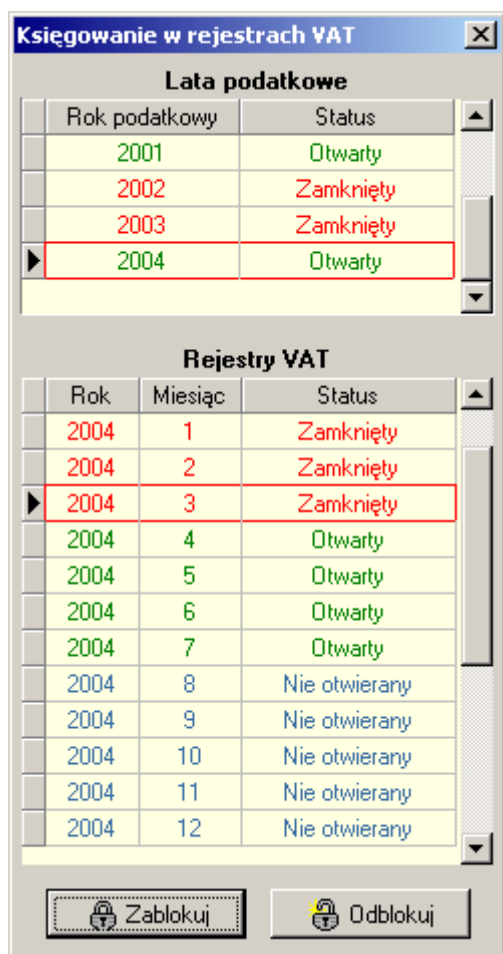 Księgowanie w rejestrach VAT
Lata podatkowe
Rok podatkowy Status
2001 Otwarty
2002 Zamknięty
2003 Zamknięty
2004 Otwarty
Rejestry VAT
Rok Miesiąc Status
2004 1 Zamknięty
2004 2 Zamknięty
2004 3 Zamknięty
2004 4 Otwarty
2004 5 Otwarty
2004 6 Otwarty
2004 7 Otwarty
2004 8 Nie otwierany
2004 9 Nie otwierany
2004 10 Nie otwierany
2004 11 Nie otwierany
2004 12 Nie otwierany
Zablokuj Odblokuj